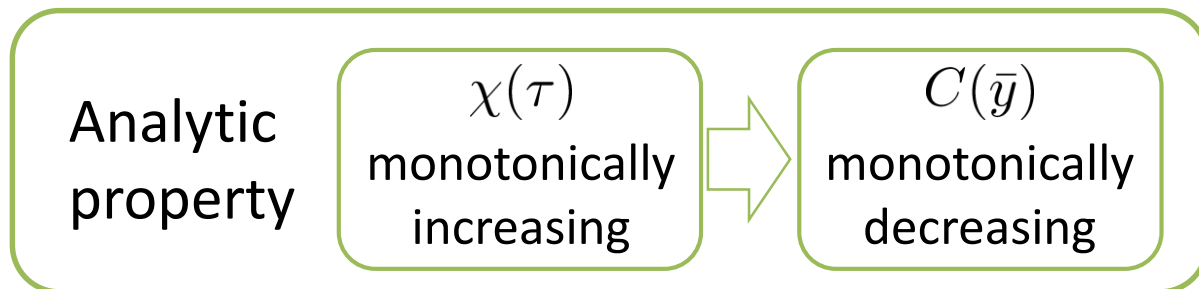 Analytic
property
χ(τ)
monotonically
increasing
C(ȳ)
monotonically
decreasing